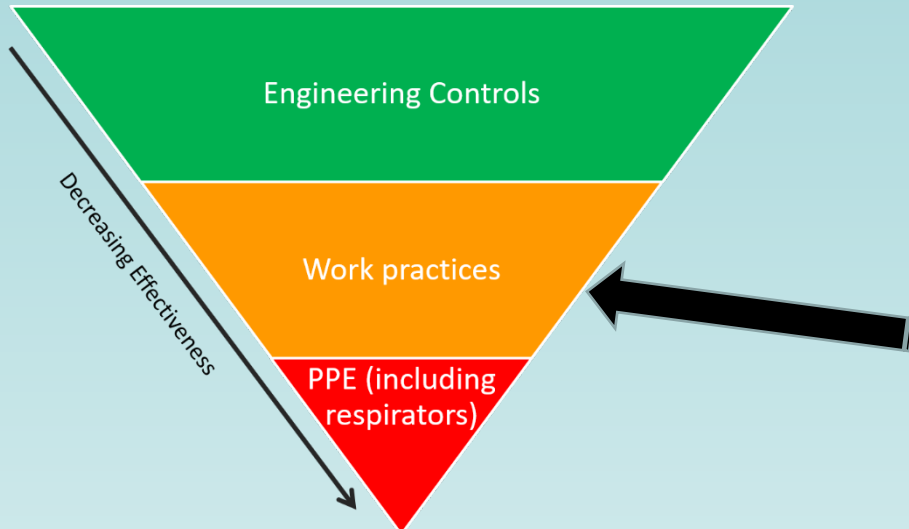 Engineering Controls
Decreasing Effectiveness
Work practices
PPE (including
respirators)